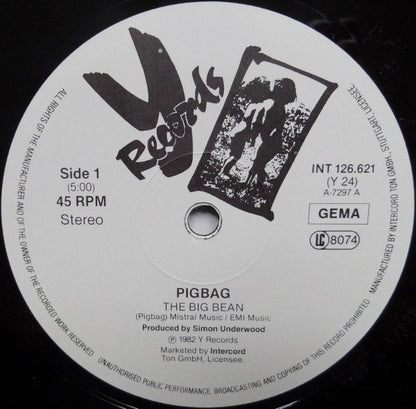 Y
Records
Side 1
(5:00)
45 RPM
Stereo
INT 126.621
(Y 24)
A-7297 A
GEMA
LC 8074
PIGBAG
THE BIG BEAN
(Pigbag) Mistral Music / EMI Music
Produced by Simon Underwood
℗ 1982 Y Records
Marketed by Intercord
Ton GmbH, Licensee.
ALL RIGHTS OF THE MANUFACTURER AND OF THE OWNER OF THE RECORDED WORK RESERVED
UNAUTHORISED PUBLIC PERFORMANCE, BROADCASTING AND COPYING OF THIS RECORD PROHIBITED
MANUFACTURED BY INTERCORD TON GMBH, STUTTGART, LICENSEE.